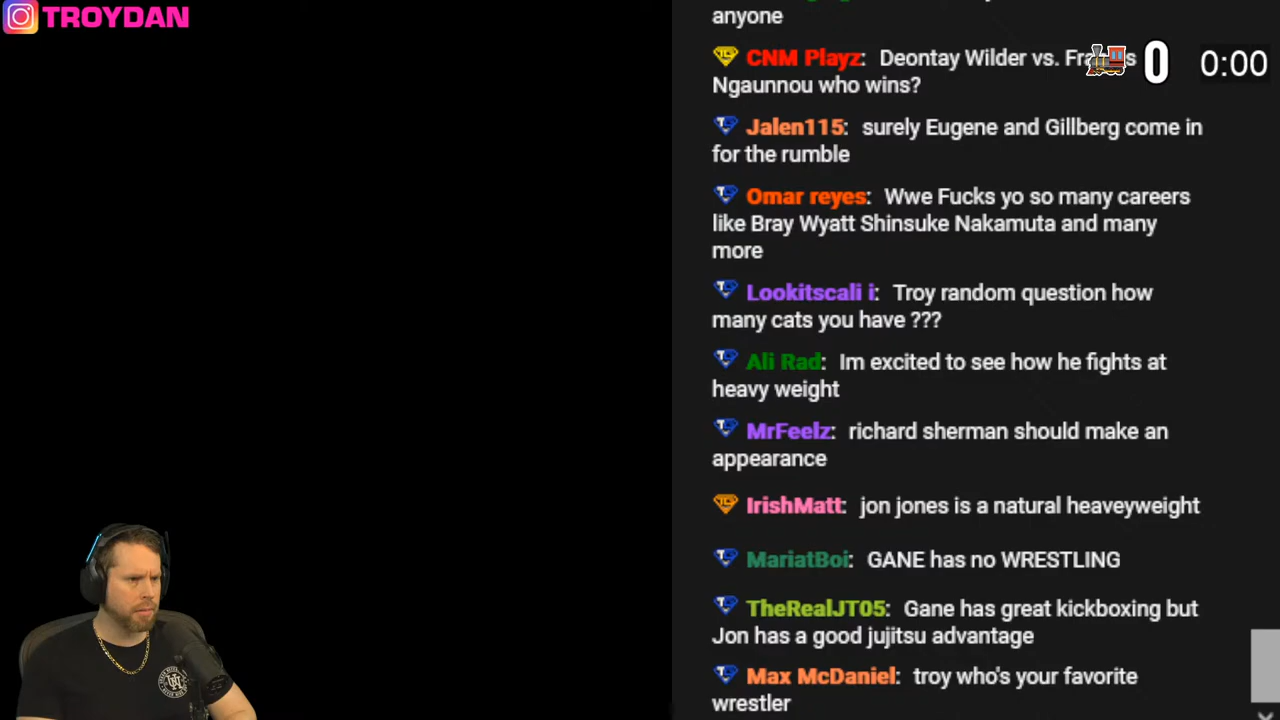 TROYDAN
anyone
CNM Playz: Deontay Wilder vs.
Ngaunnou who wins?
0
0:00
Jalen115: surely Eugene and Gillberg come in
for the rumble
Omar reyes: Wwe Fucks yo so many careers
like Bray Wyatt Shinsuke Nakamuta and many
more
Lookitscali i: Troy random question how
many cats you have ???
Ali Rad: Im excited to see how he fights at
heavy weight
MrFeelz: richard sherman should make an
appearance
IrishMatt: jon jones is a natural heaveyweight
MariatBoi: GANE has no WRESTLING
TheRealJT05: Gane has great kickboxing but
Jon has a good jujitsu advantage
Max McDaniel: troy who's your favorite
wrestler